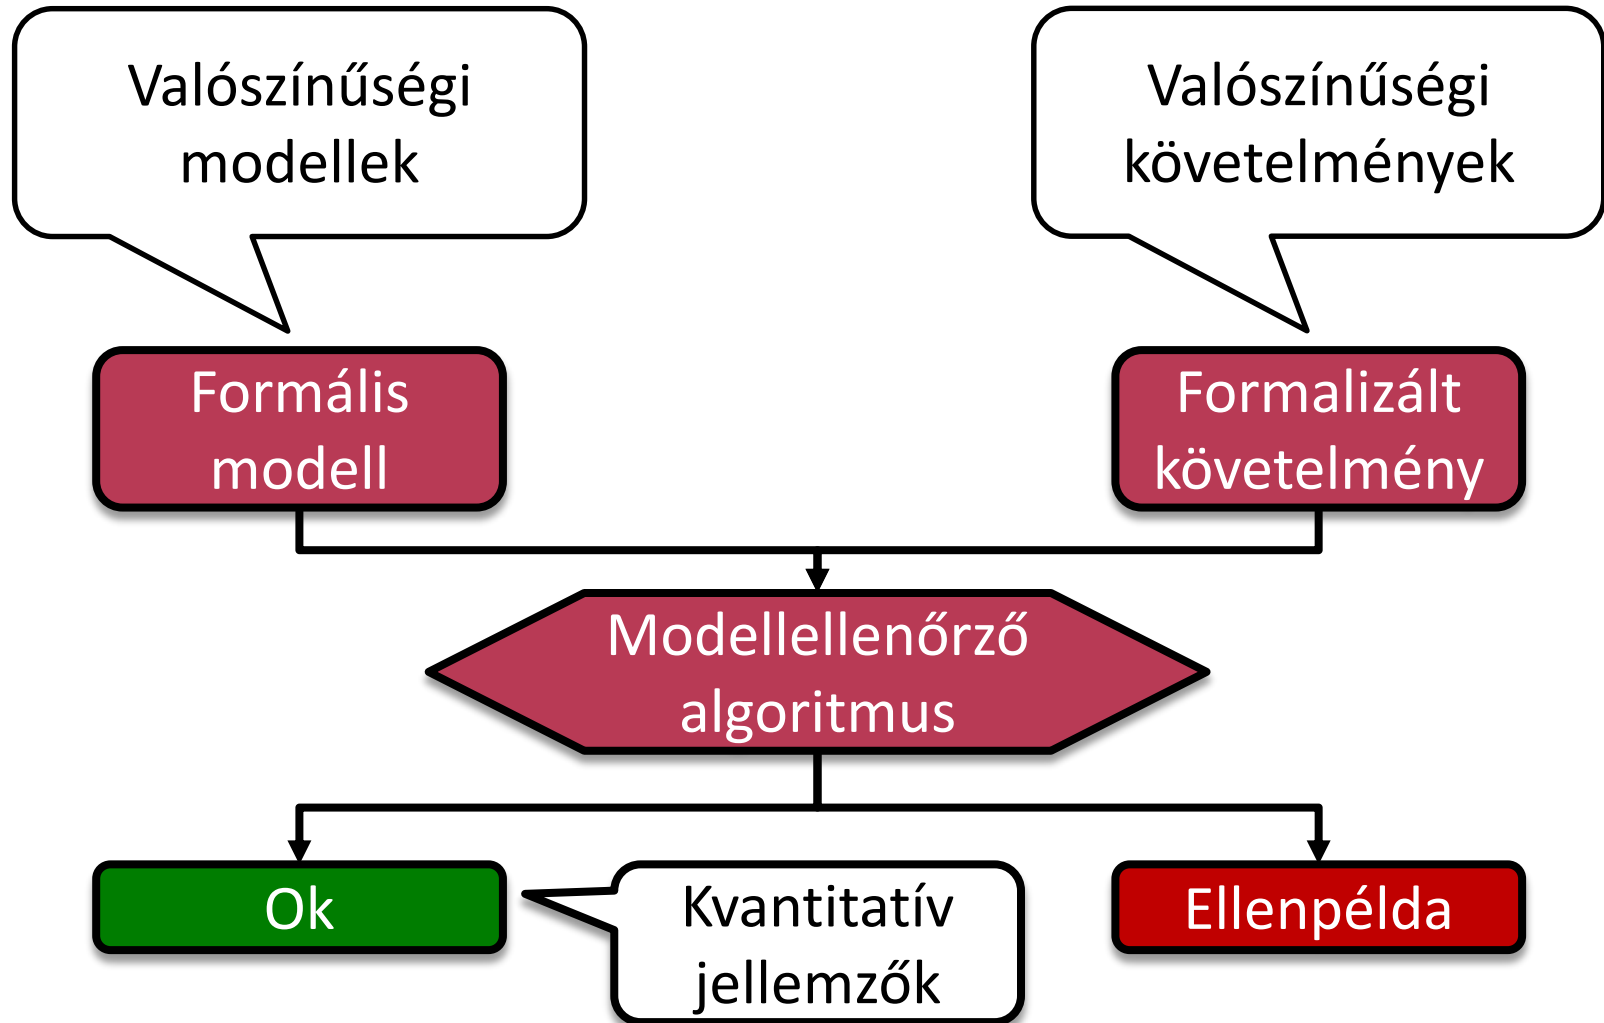 Valószínűségi
modellek
Valószínűségi
követelmények
Formális
modell
Formalizált
követelmény
Modellellenőrző
algoritmus
Ok
Kvantitatív
jellemzők
Ellenpélda